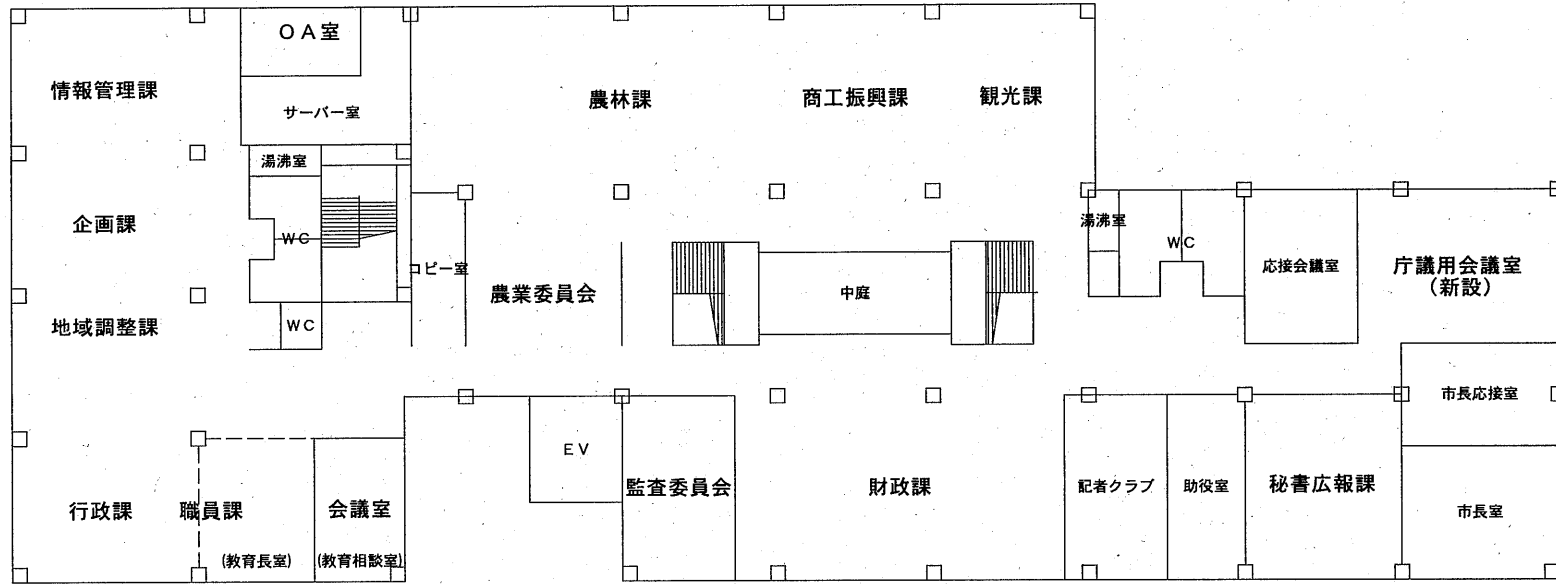 ＯＡ室
情報管理課
サーバー室
農林課
商工振興課
観光課
湯沸室
企画課
ＷＣ
コピー室
農業委員会
中庭
湯沸室
ＷＣ
応接会議室
庁議用会議室
（新設）
地域調整課
ＷＣ
市長応接室
ＥＶ
行政課
職員課
(教育長室)
会議室
(教育相談室)
監査委員会
財政課
記者クラブ
助役室
秘書広報課
市長室